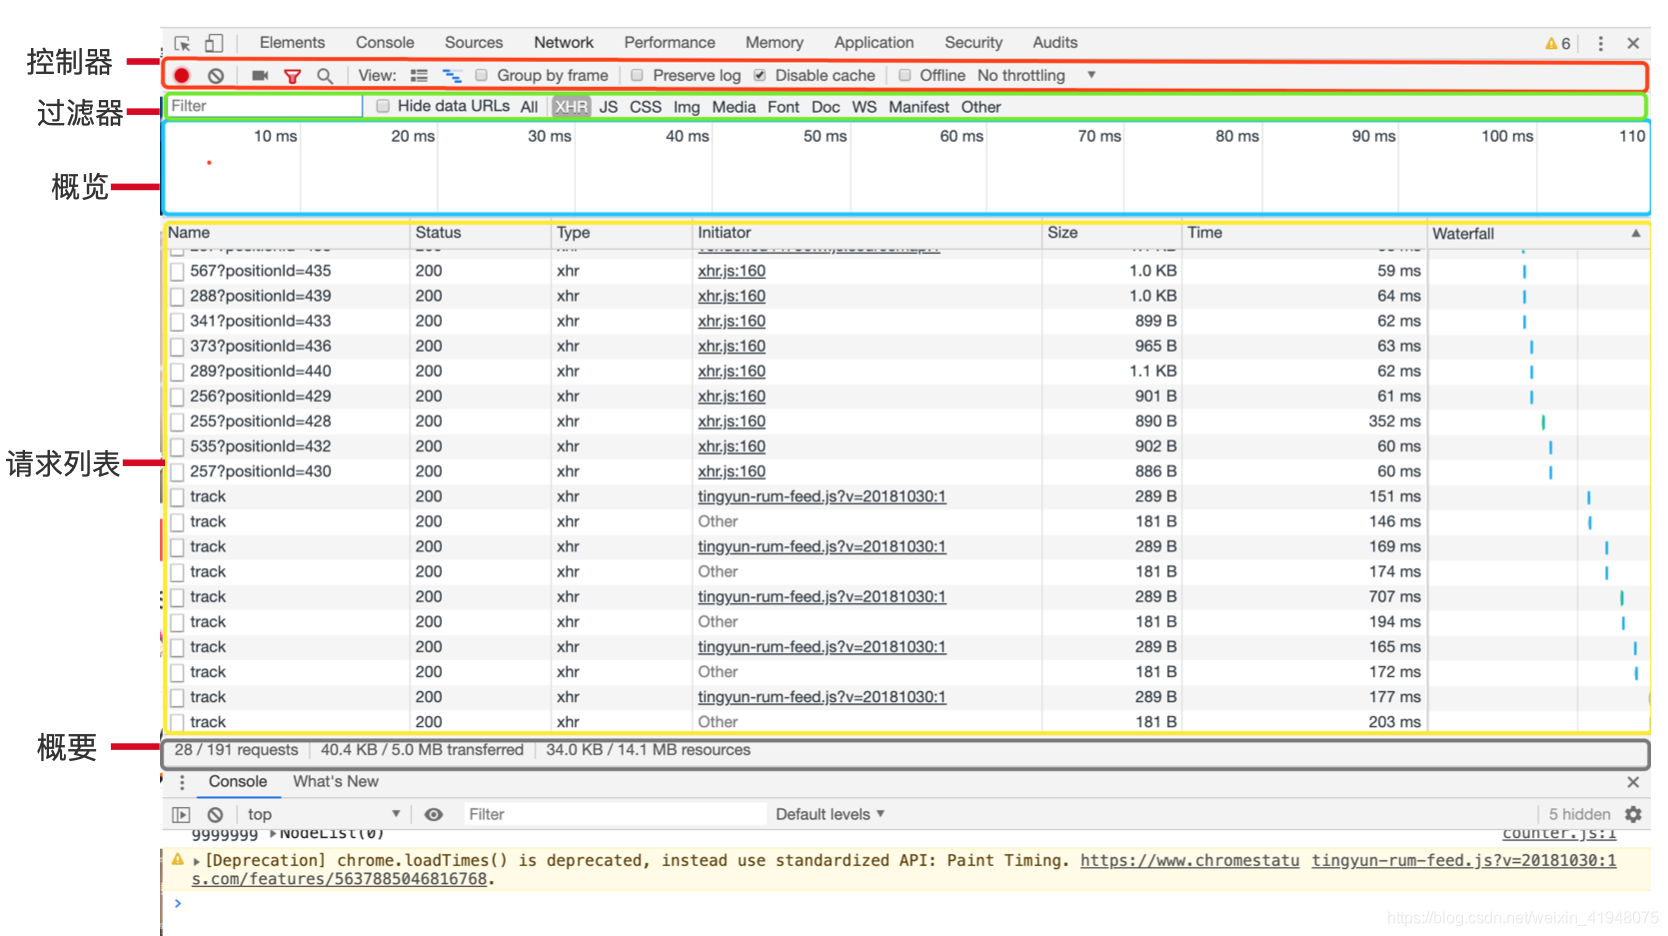 Elements Console Sources Network Performance Memory Application Security Audits 6
控制器
View: Group by frame Preserve log Disable cache Offline No throttling
过滤器
Filter Hide data URLs All XHR JS CSS Img Media Font Doc WS Manifest Other
10 ms 20 ms 30 ms 40 ms 50 ms 60 ms 70 ms 80 ms 90 ms 100 ms 110
概览
Name Status Type Initiator Size Time Waterfall
567?positionId=435 200 xhr xhr.js:160 1.0 KB 59 ms
288?positionId=439 200 xhr xhr.js:160 1.0 KB 64 ms
341?positionId=433 200 xhr xhr.js:160 899 B 62 ms
373?positionId=436 200 xhr xhr.js:160 965 B 63 ms
289?positionId=440 200 xhr xhr.js:160 1.1 KB 62 ms
256?positionId=429 200 xhr xhr.js:160 901 B 61 ms
255?positionId=428 200 xhr xhr.js:160 890 B 352 ms
535?positionId=432 200 xhr xhr.js:160 902 B 60 ms
请求列表
257?positionId=430 200 xhr xhr.js:160 886 B 60 ms
track 200 xhr tingyun-rum-feed.js?v=20181030:1 289 B 151 ms
track 200 xhr Other 181 B 146 ms
track 200 xhr tingyun-rum-feed.js?v=20181030:1 289 B 169 ms
track 200 xhr Other 181 B 174 ms
track 200 xhr tingyun-rum-feed.js?v=20181030:1 289 B 707 ms
track 200 xhr Other 181 B 194 ms
track 200 xhr tingyun-rum-feed.js?v=20181030:1 289 B 165 ms
track 200 xhr Other 181 B 172 ms
track 200 xhr tingyun-rum-feed.js?v=20181030:1 289 B 177 ms
track 200 xhr Other 181 B 203 ms
概要
28 / 191 requests 40.4 KB / 5.0 MB transferred 34.0 KB / 14.1 MB resources
Console What's New
top Filter Default levels 5 hidden
9999999 NodeList(0) counter.js:1
[Deprecation] chrome.loadTimes() is deprecated, instead use standardized API: Paint Timing. https://www.chromestatu tingyun-rum-feed.js?v=20181030:1
s.com/features/5637885046816768.
https://blog.csdn.net/weixin_41948075